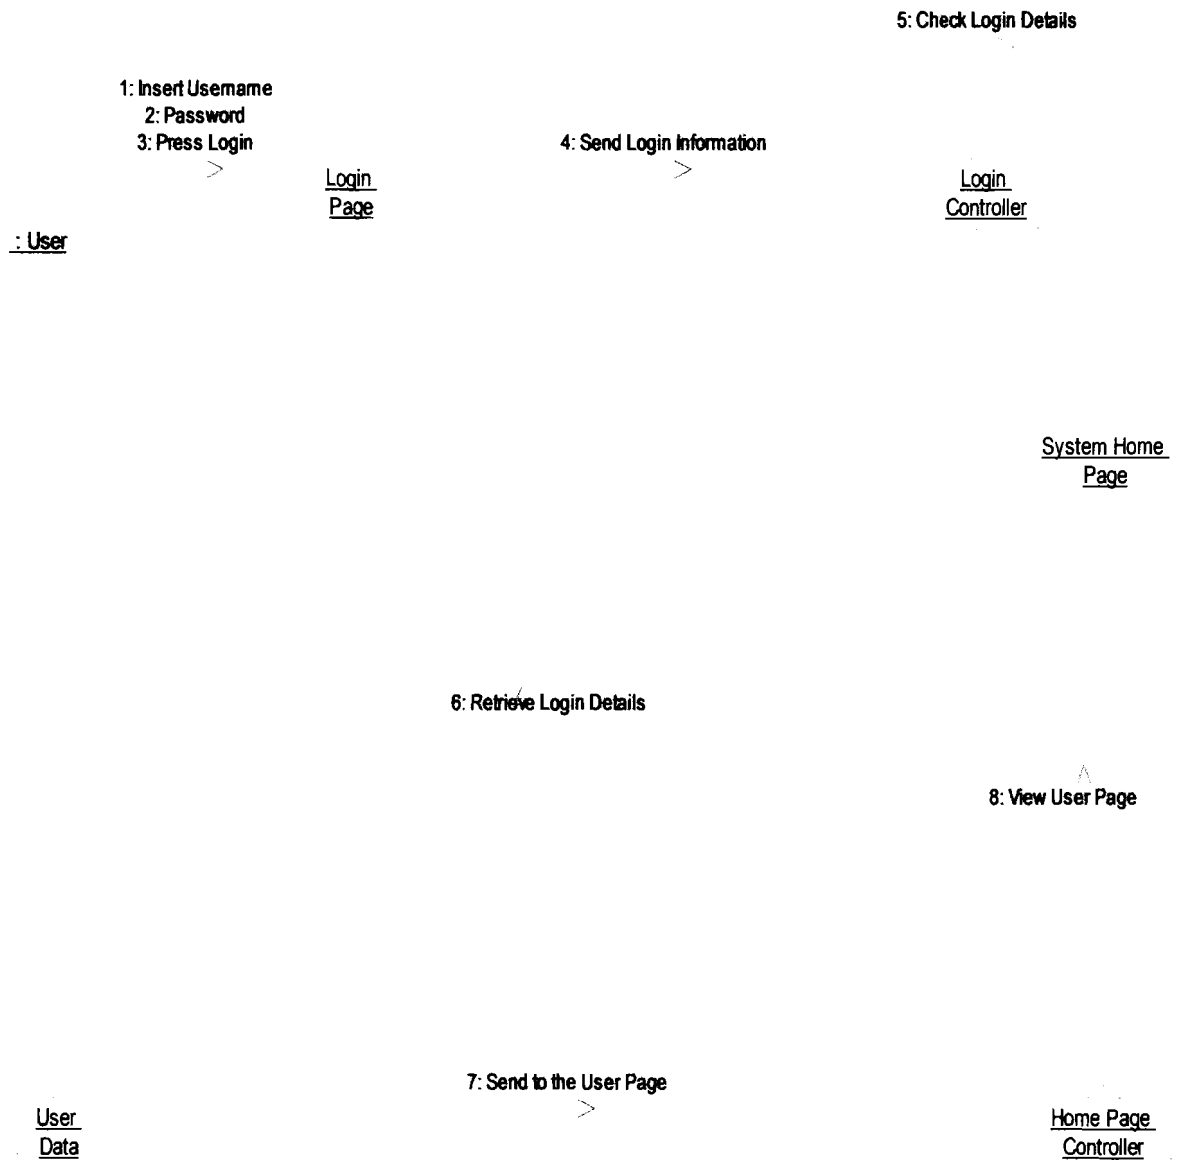 5: Check Login Details
1: Insert Username
2: Password
3: Press Login
4: Send Login Information
Login
Page
Login
Controller
: User
System Home
Page
6: Retrieve Login Details
8: View User Page
7: Send to the User Page
User
Data
Home Page
Controller